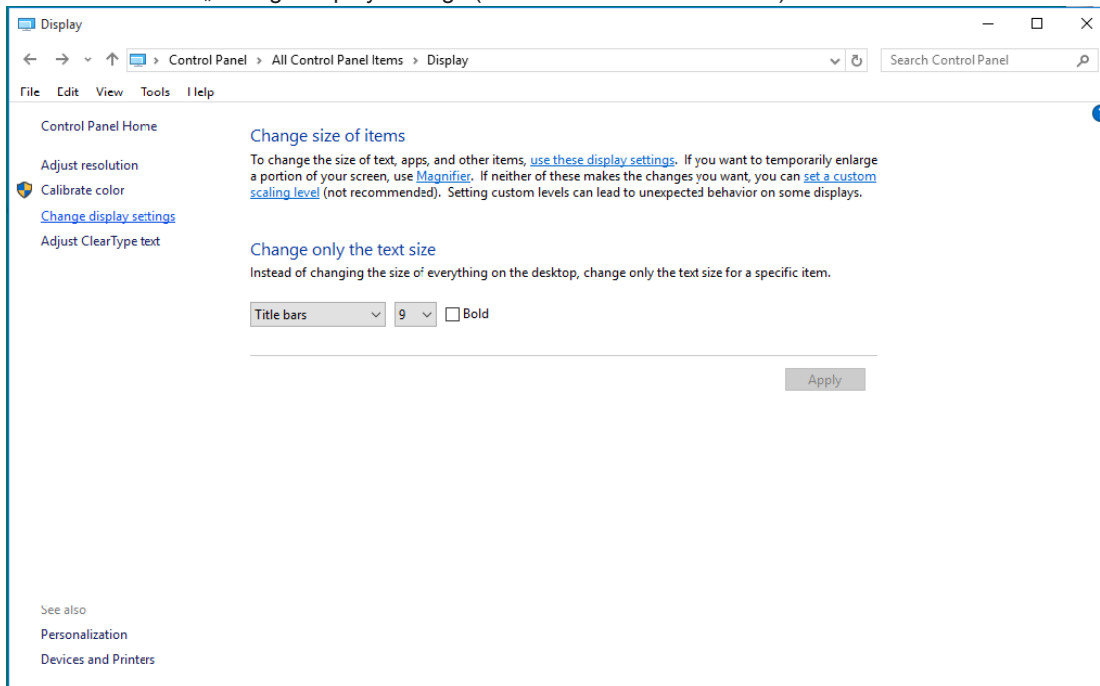 Display
Control Panel > All Control Panel Items > Display
Search Control Panel
File Edit View Tools Help
Control Panel Home
Adjust resolution
Calibrate color
Change display settings
Adjust ClearType text
Change size of items
To change the size of text, apps, and other items, use these display settings. If you want to temporarily enlarge
a portion of your screen, use Magnifier. If neither of these makes the changes you want, you can set a custom
scaling level (not recommended). Setting custom levels can lead to unexpected behavior on some displays.
Change only the text size
Instead of changing the size of everything on the desktop, change only the text size for a specific item.
Title bars 9 Bold
Apply
See also
Personalization
Devices and Printers